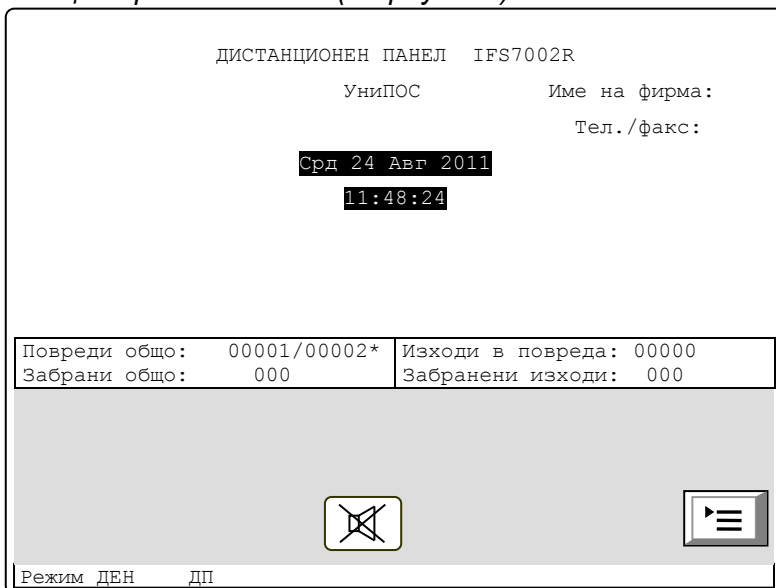 ДИСТАНЦИОНЕН ПАНЕЛ IFS7002R
УниПОС Име на фирма:
Тел./факс:
Срд 24 Авг 2011
11:48:24
Повреди общо: 00001/00002* Изходи в повреда: 00000
Забрани общо: 000 Забранени изходи: 000
Режим ДЕН ДП